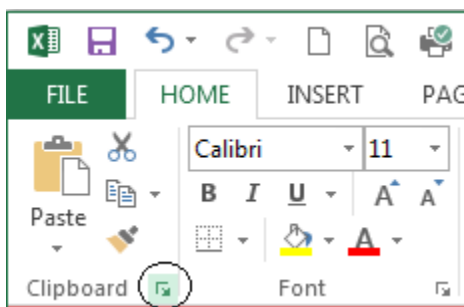 FILE HOME INSERT PAG
Calibri 11
B I U A A
Paste A
Clipboard Font